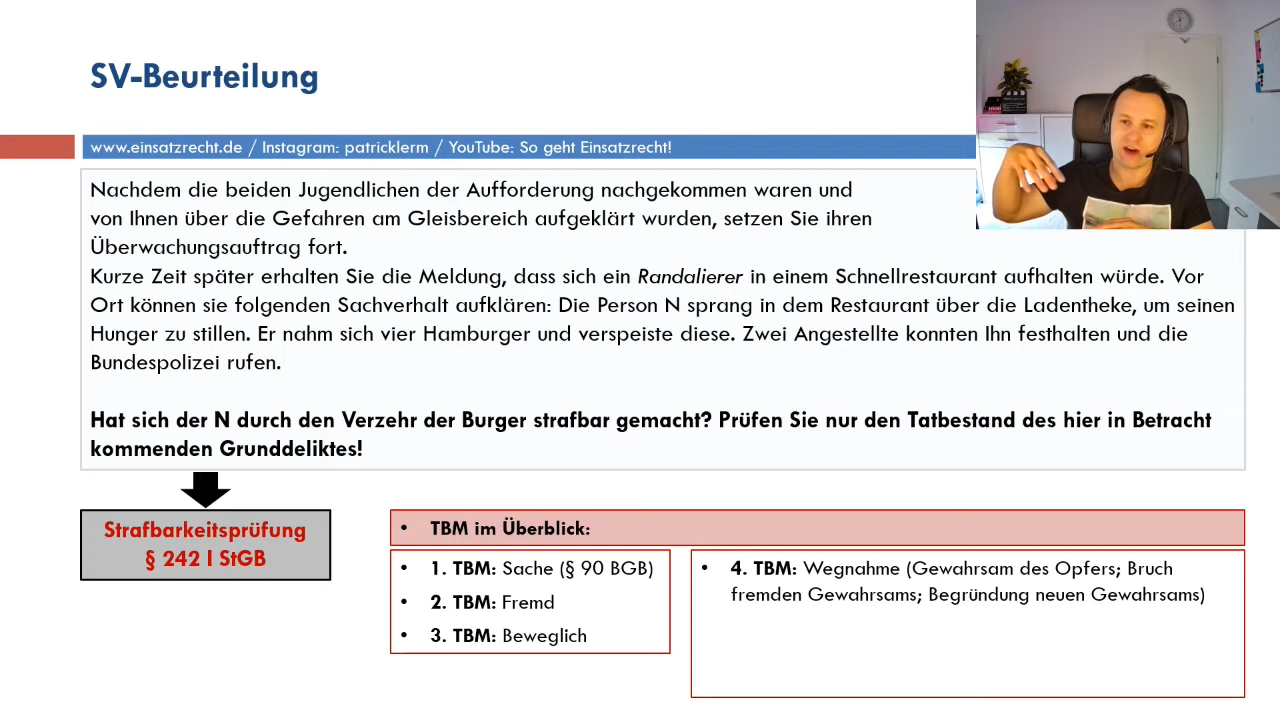 SV-Beurteilung
www.einsatzrecht.de / Instagram: patricklerm / YouTube: So geht Einsatzrecht!
Nachdem die beiden Jugendlichen der Aufforderung nachgekommen waren und
von Ihnen über die Gefahren am Gleisbereich aufgeklärt wurden, setzen Sie ihren
Überwachungsauftrag fort.
Kurze Zeit später erhalten Sie die Meldung, dass sich ein Randalierer in einem Schnellrestaurant aufhalten würde. Vor
Ort können sie folgenden Sachverhalt aufklären: Die Person N sprang in dem Restaurant über die Ladentheke, um seinen
Hunger zu stillen. Er nahm sich vier Hamburger und verspeiste diese. Zwei Angestellte konnten Ihn festhalten und die
Bundespolizei rufen.
Hat sich der N durch den Verzehr der Burger strafbar gemacht? Prüfen Sie nur den Tatbestand des hier in Betracht
kommenden Grunddeliktes!
Strafbarkeitsprüfung
§ 242 I StGB
• TBM im Überblick:
• 1. TBM: Sache (§ 90 BGB)
• 2. TBM: Fremd
• 3. TBM: Beweglich
• 4. TBM: Wegnahme (Gewahrsam des Opfers; Bruch
fremden Gewahrsams; Begründung neuen Gewahrsams)